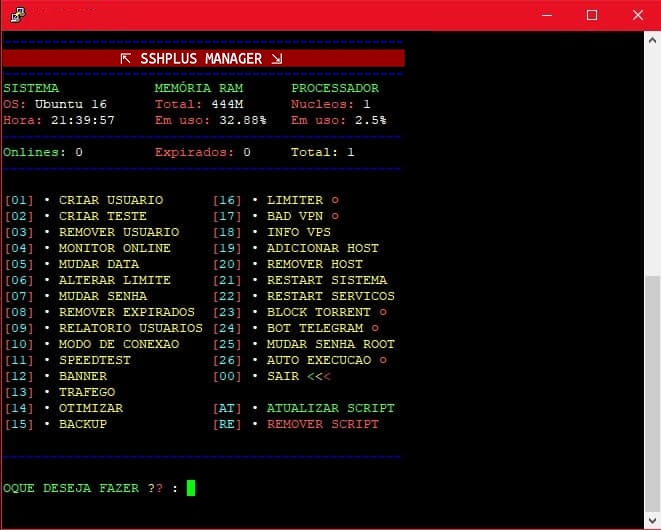 ⇱ SSHPLUS MANAGER ⇲
SISTEMA MEMÓRIA RAM PROCESSADOR
OS: Ubuntu 16 Total: 444M Nucleos: 1
Hora: 21:39:57 Em uso: 32.88% Em uso: 2.5%
Onlines: 0 Expirados: 0 Total: 1
[01] • CRIAR USUARIO [16] • LIMITER ○
[02] • CRIAR TESTE [17] • BAD VPN ○
[03] • REMOVER USUARIO [18] • INFO VPS
[04] • MONITOR ONLINE [19] • ADICIONAR HOST
[05] • MUDAR DATA [20] • REMOVER HOST
[06] • ALTERAR LIMITE [21] • RESTART SISTEMA
[07] • MUDAR SENHA [22] • RESTART SERVICOS
[08] • REMOVER EXPIRADOS [23] • BLOCK TORRENT ○
[09] • RELATORIO USUARIOS [24] • BOT TELEGRAM ○
[10] • MODO DE CONEXAO [25] • MUDAR SENHA ROOT
[11] • SPEEDTEST [26] • AUTO EXECUCAO ○
[12] • BANNER [00] • SAIR <<<
[13] • TRAFEGO
[14] • OTIMIZAR [AT] • ATUALIZAR SCRIPT
[15] • BACKUP [RE] • REMOVER SCRIPT
OQUE DESEJA FAZER ?? :